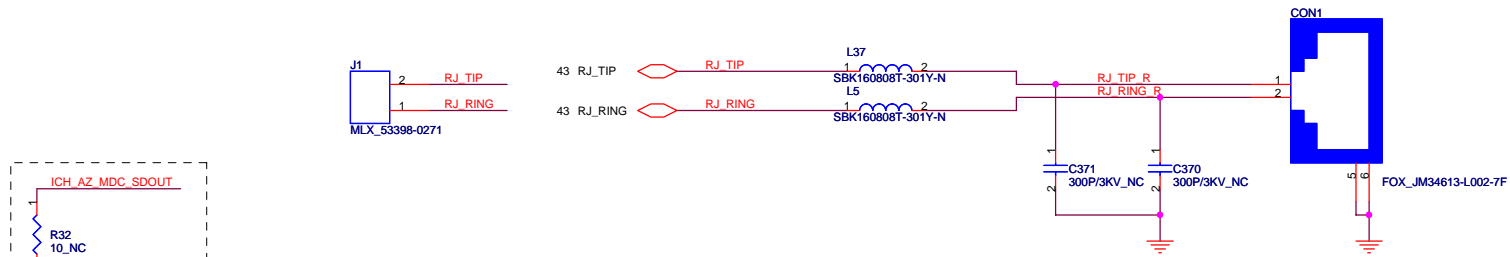 CON1
J1
2
RJ_TIP
1
RJ_RING
MLX_53398-0271
43 RJ_TIP
RJ_TIP
L37
1
2
SBK160808T-301Y-N
43 RJ_RING
RJ_RING
L5
1
2
SBK160808T-301Y-N
RJ_TIP_R
1
RJ_RING_R
2
1
C371
300P/3KV_NC
2
1
C370
300P/3KV_NC
2
5
6
FOX_JM34613-L002-7F
ICH_AZ_MDC_SDOUT
1
R32
10_NC